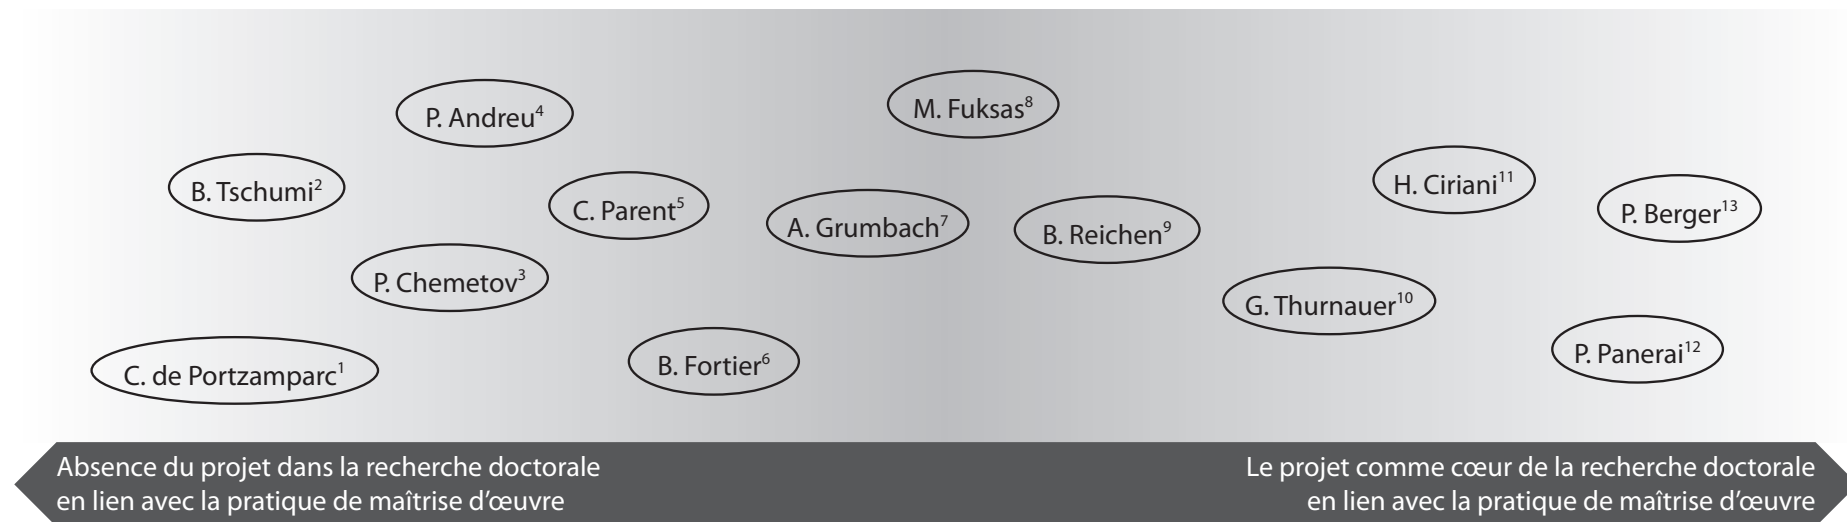 P. Andreu⁴
M. Fuksas⁸
B. Tschumi²
C. Parent⁵
A. Grumbach⁷
B. Reichen⁹
H. Ciriani¹¹
P. Berger¹³
P. Chemetov³
G. Thurnauer¹⁰
C. de Portzamparc¹
B. Fortier⁶
P. Panerai¹²
Absence du projet dans la recherche doctorale
en lien avec la pratique de maîtrise d’œuvre
Le projet comme cœur de la recherche doctorale
en lien avec la pratique de maîtrise d’œuvre